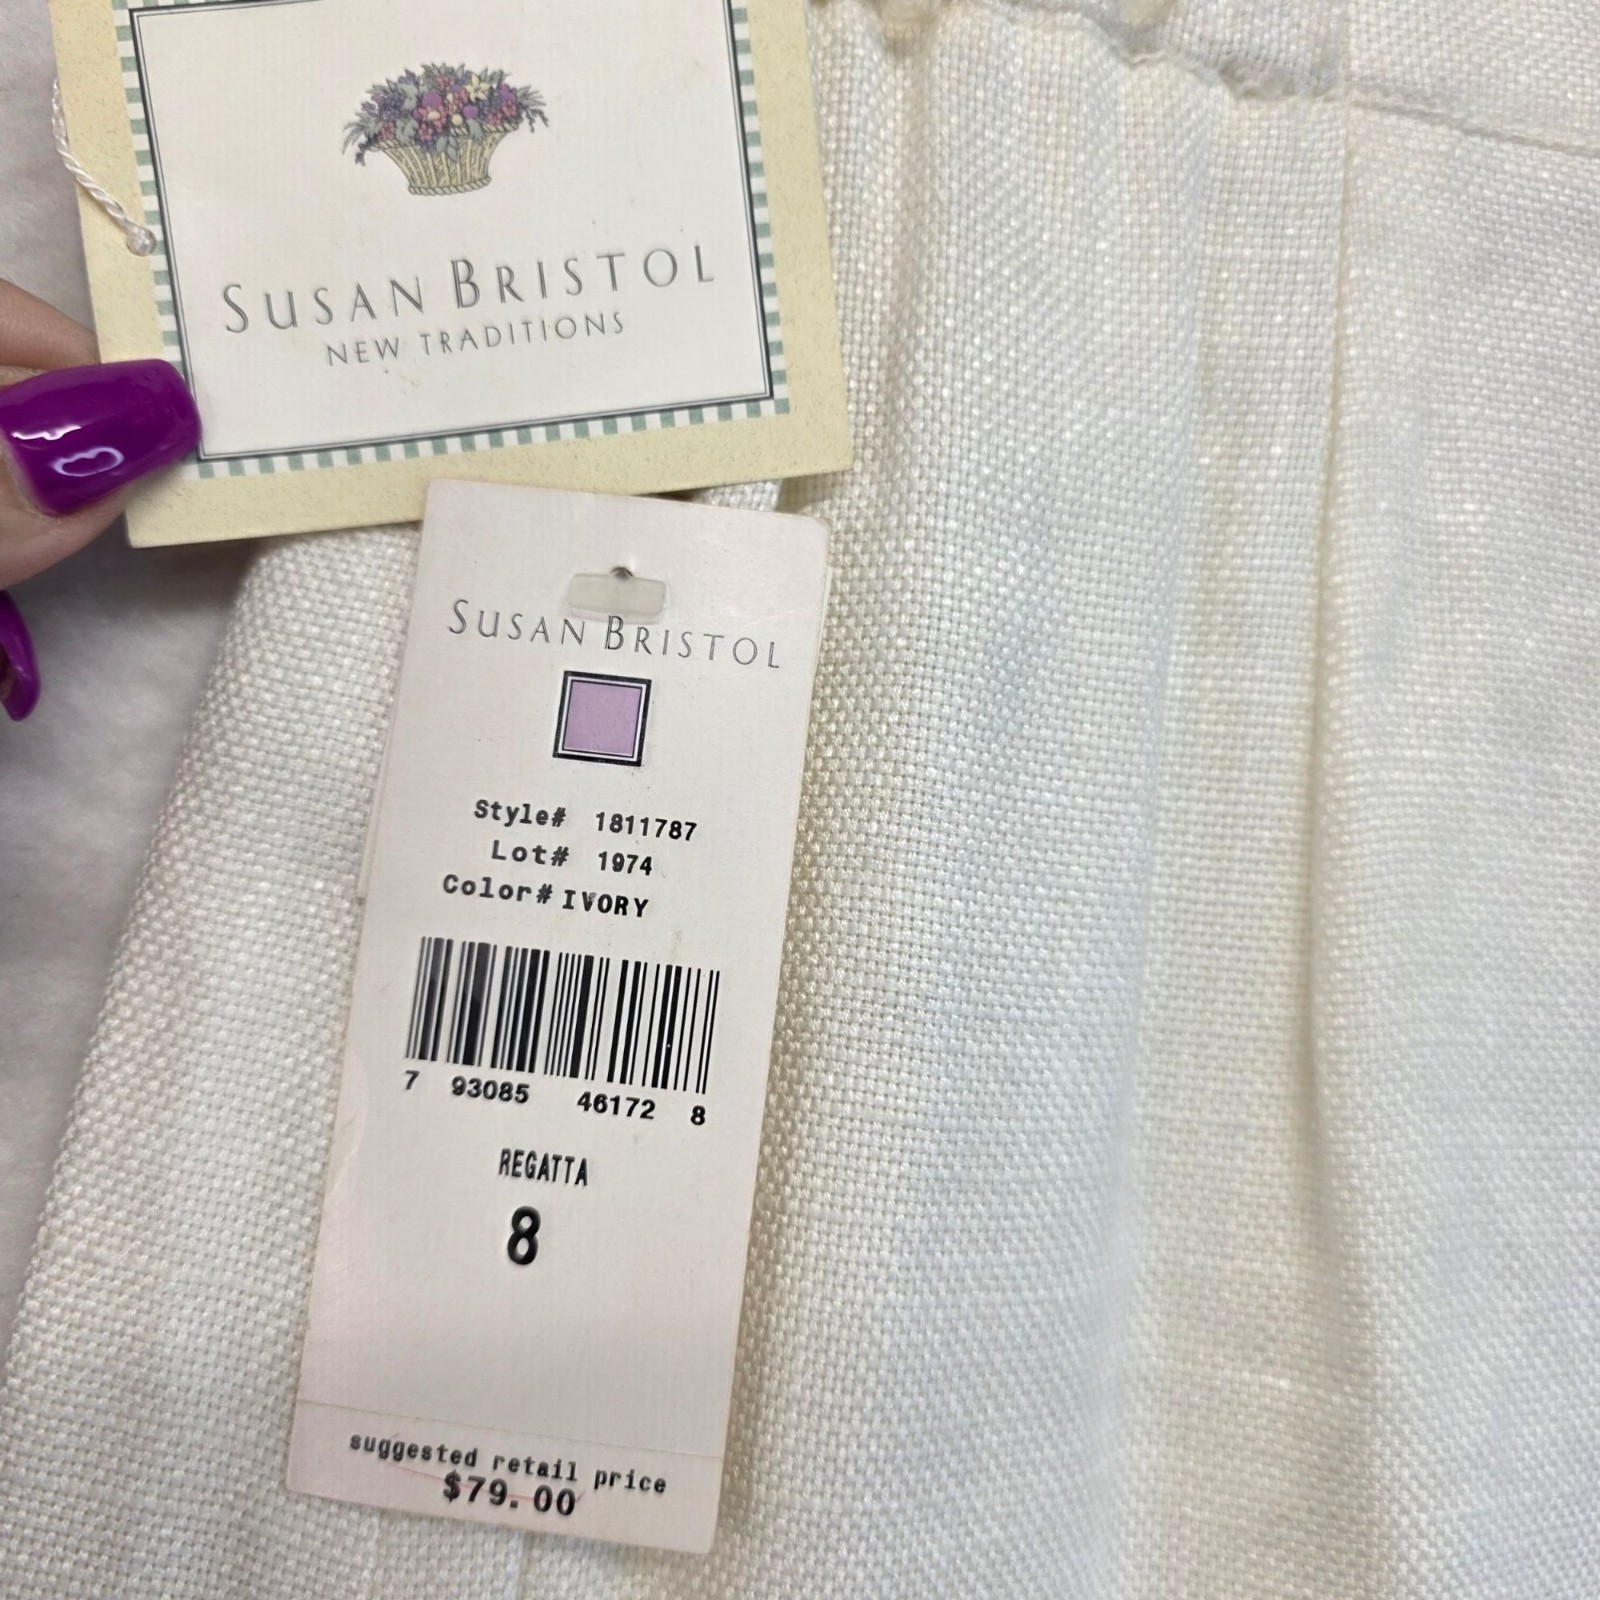 SUSAN BRISTOL
NEW TRADITIONS
SUSAN BRISTOL
Style# 1811787
Lot# 1974
Color# IVORY
7 93085 46172 8
REGATTA
8
suggested retail price
$79.00